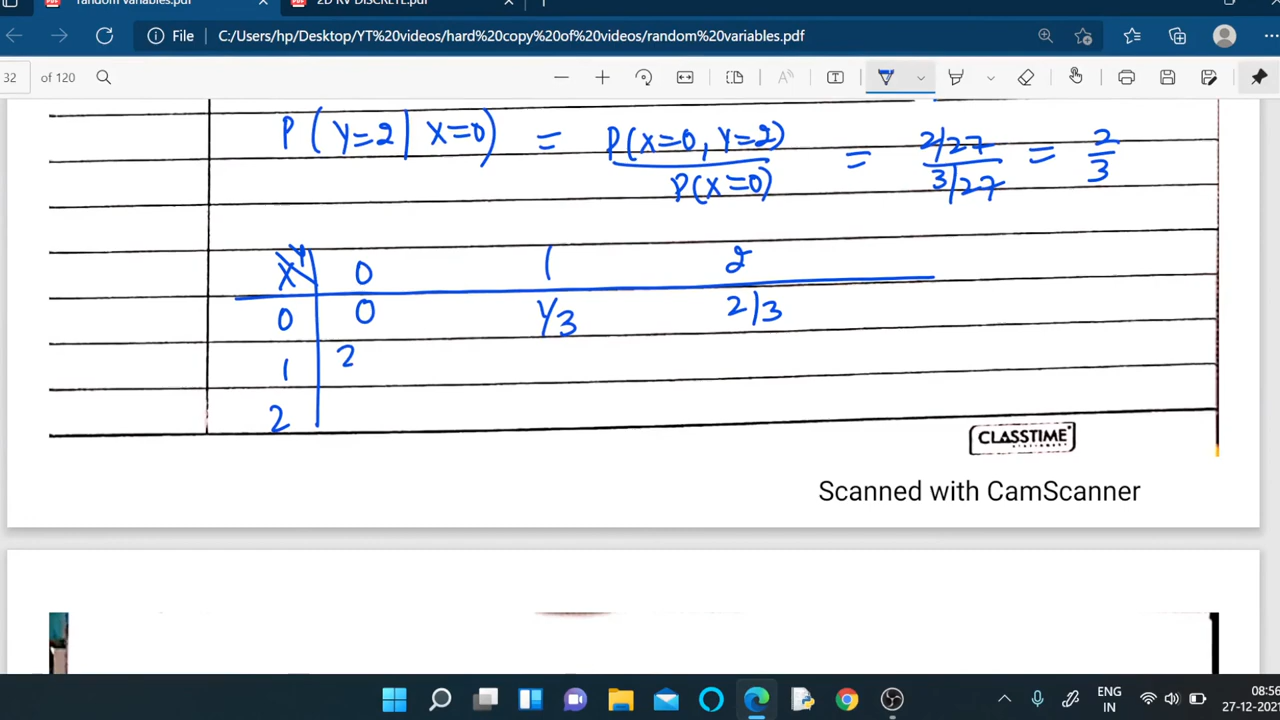 random variables.pdf 2D RV DISCRETE.pdf
File C:/Users/hp/Desktop/YT%20videos/hard%20copy%20of%20videos/random%20variables.pdf
32 of 120
P(Y=2|X=0) = P(X=0, Y=2) / P(X=0) = 2/27 / 3/27 = 2/3
X Y 0 1 2
0 0 1/3 2/3
1 2
2
CLASSTIME
Scanned with CamScanner
ENG
IN
08:56
27-12-202